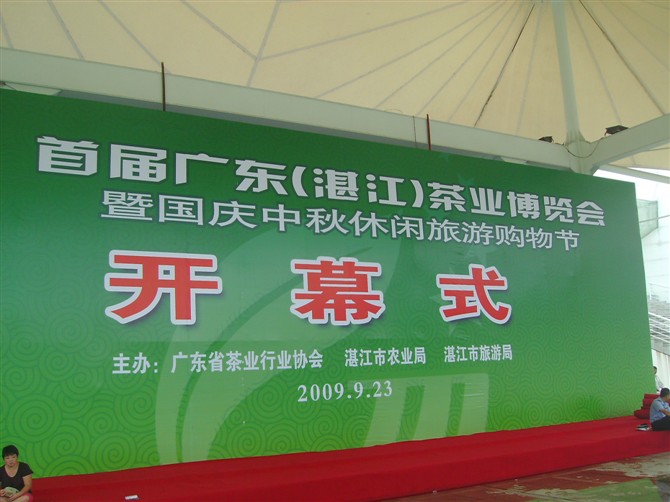 首届广东(湛江)茶业博览会
暨国庆中秋休闲旅游购物节
开幕式
主办：广东省茶业行业协会 湛江市农业局 湛江市旅游局
2009.9.23